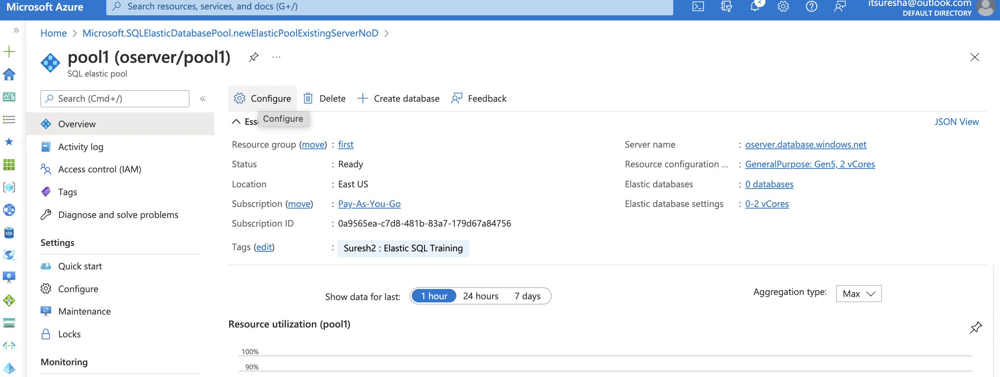 Microsoft Azure
Search resources, services, and docs (G+/)
2
itsuresha@outlook.com
DEFAULT DIRECTORY
Home > Microsoft.SQLElasticDatabasePool.newElasticPoolExistingServerNoD >
pool1 (oserver/pool1)
SQL elastic pool
Search (Cmd+/)
Overview
Activity log
Access control (IAM)
Tags
Diagnose and solve problems
Settings
Quick start
Configure
Maintenance
Locks
Monitoring
SQL
Configure
Delete
Create database
Feedback
Configure
JSON View
Resource group (move) : first
Status : Ready
Location : East US
Subscription (move) : Pay-As-You-Go
Subscription ID : 0a9565ea-c7d8-481b-83a7-179d67a84756
Tags (edit) : Suresh2 : Elastic SQL Training
Server name : oserver.database.windows.net
Resource configuration ... : GeneralPurpose: Gen5, 2 vCores
Elastic databases : 0 databases
Elastic database settings : 0-2 vCores
Show data for last: 1 hour 24 hours 7 days
Aggregation type: Max
Resource utilization (pool1)
100%
90%